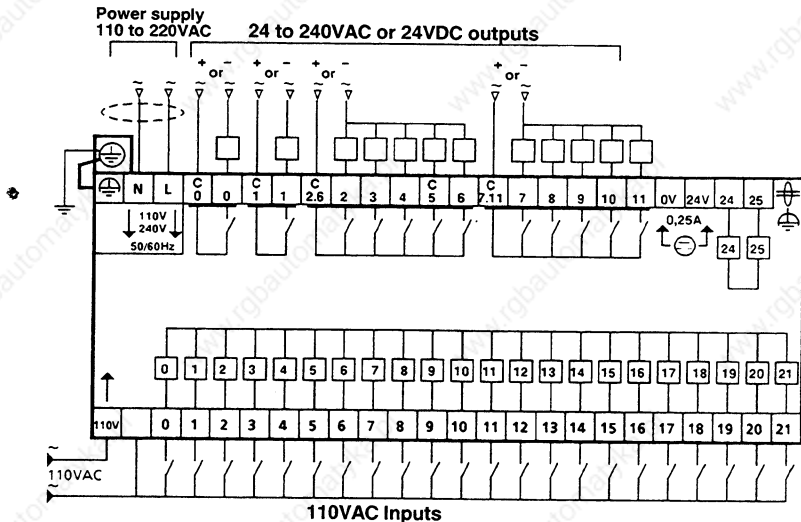 Power supply
110 to 220VAC
24 to 240VAC or 24VDC outputs
+ - + - + - + -
~ or ~ ~ or ~ ~ or ~ ~ or ~
N L C 0 0 C 1 1 C 2.6 2 3 4 C 5 6 C 7.11 7 8 9 10 11 0V 24V 24 25
110V
240V
50/60Hz
0,25A
24 25
0 1 2 3 4 5 6 7 8 9 10 11 12 13 14 15 16 17 18 19 20 21
110V 0 1 2 3 4 5 6 7 8 9 10 11 12 13 14 15 16 17 18 19 20 21
~
110VAC
~
110VAC Inputs
www.rgbautomatyka